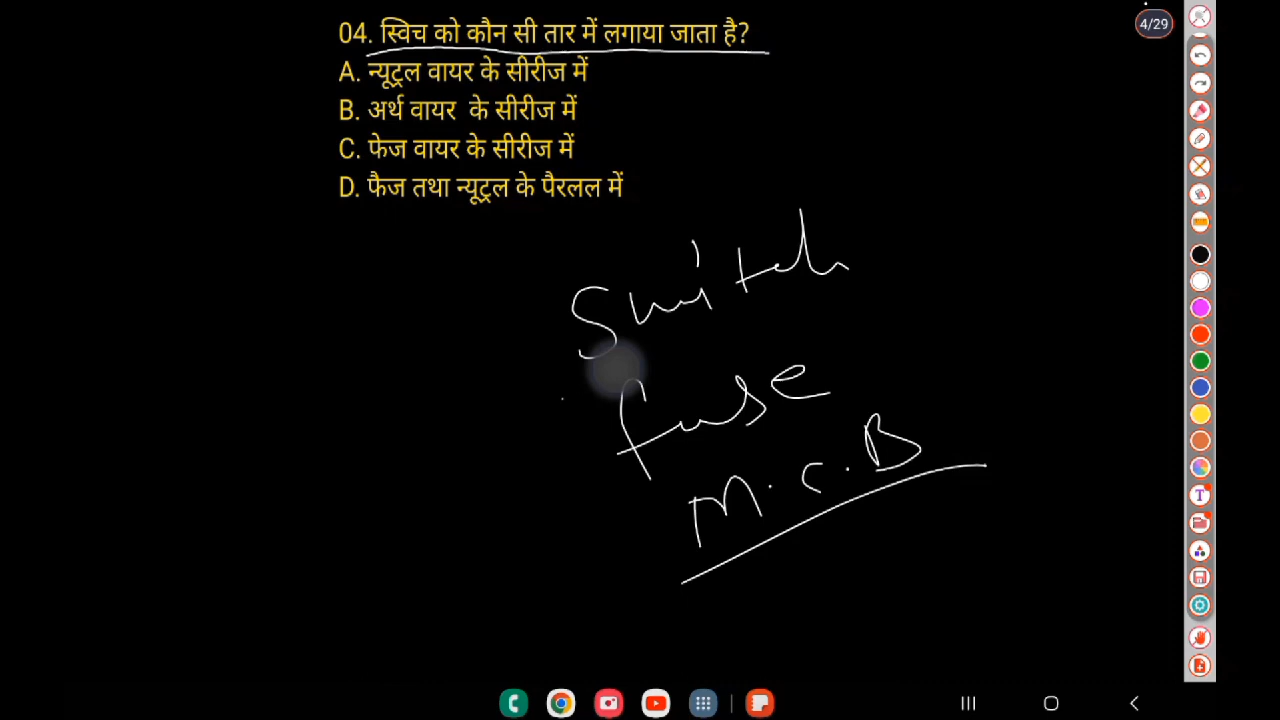 4/29
04. स्विच को कौन सी तार में लगाया जाता है?
A. न्यूट्रल वायर के सीरीज में
B. अर्थ वायर के सीरीज में
C. फेज वायर के सीरीज में
D. फैज तथा न्यूट्रल के पैरलल में
Switch
fuse
M.C.B
T